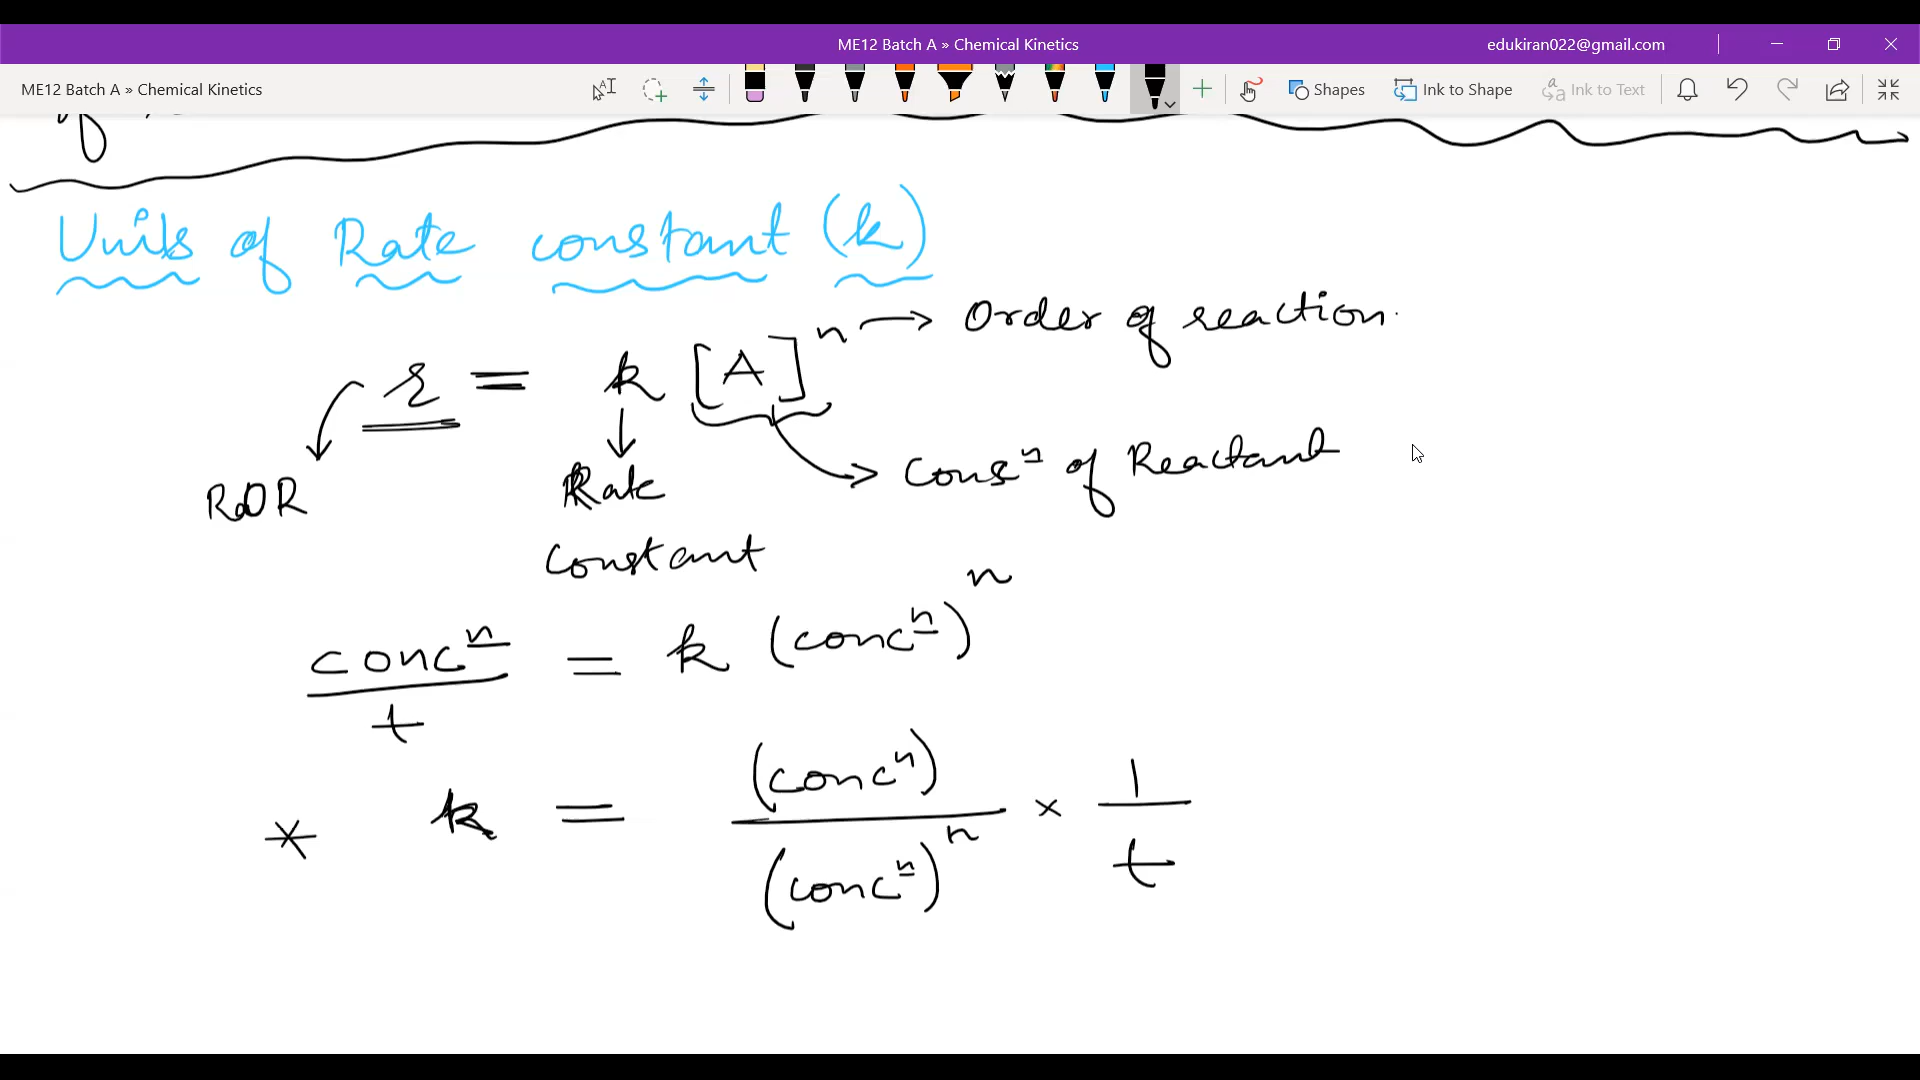 ME12 Batch A » Chemical Kinetics
edukiran022@gmail.com
ME12 Batch A » Chemical Kinetics
Shapes
Ink to Shape
Ink to Text
Units of Rate constant (k)
r = k [A]^n → Order of reaction.
ROR
Rate constant
Concn of Reactant
concn / t = k (concn)^n
* k = (concn) / (concn)^n × 1 / t